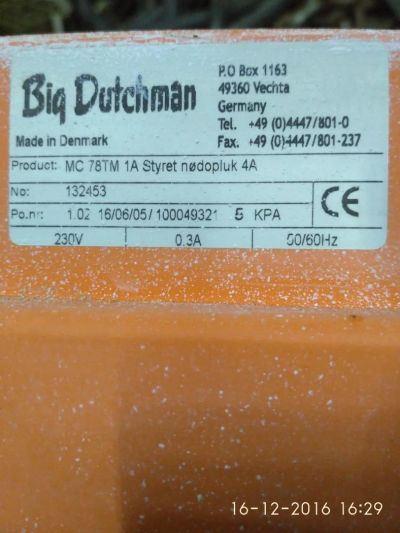 Big Dutchman
P.O Box 1163
49360 Vechta
Germany
Tel. +49 (0)4447/801-0
Made in Denmark
Fax. +49 (0)4447/801-237
Product: MC 78TM 1A Styret nødopluk 4A
No: 132453
Po.nr: 1.02 16/06/05/ 100049321 5 KPA
CE
230V 0.3A 50/60Hz
16-12-2016 16:29